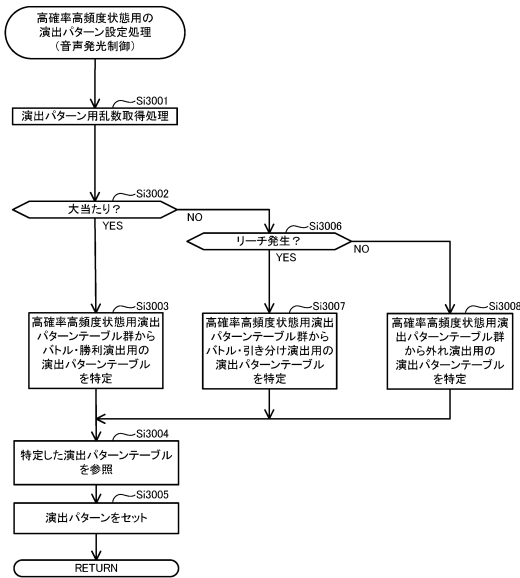 高確率高頻度状態用の
演出パターン設定処理
（音声発光制御）
Si3001
演出パターン用乱数取得処理
Si3002
大当たり？
NO
YES
Si3006
リーチ発生？
NO
YES
Si3003
高確率高頻度状態用演出
パターンテーブル群から
バトル・勝利演出用の
演出パターンテーブル
を特定
Si3007
高確率高頻度状態用演出
パターンテーブル群から
バトル・引き分け演出用の
演出パターンテーブル
を特定
Si3008
高確率高頻度状態用演
出パターンテーブル群
から外れ演出用の
演出パターンテーブル
を特定
Si3004
特定した演出パターンテーブル
を参照
Si3005
演出パターンをセット
RETURN